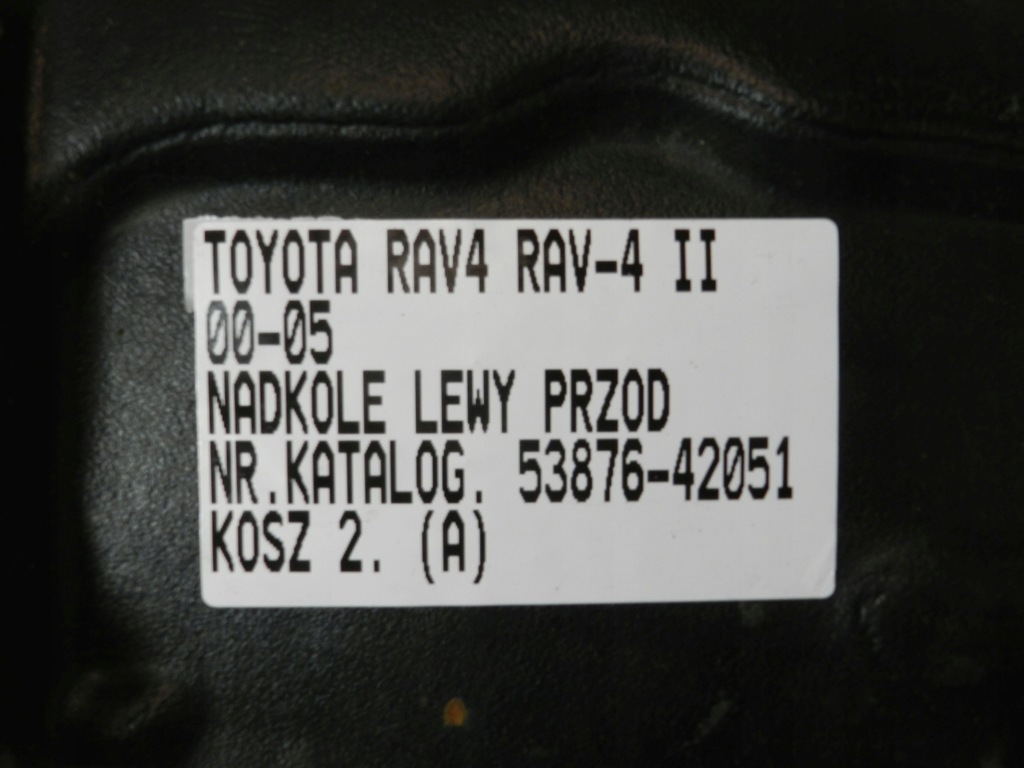 TOYOTA RAV4 RAV-4 II
00-05
NADKOLE LEWY PRZOD
NR.KATALOG. 53876-42051
KOSZ 2. (A)